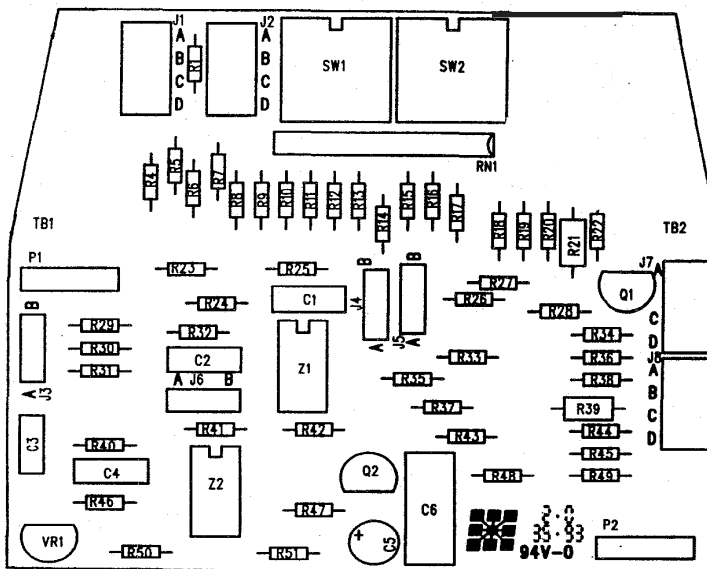 J1 J2
A A
R1
B B
SW1 SW2
C C
D D
RN1
R4 R5 R6 R7 R8 R9 R10 R11 R12 R13 R14 R15 R16 R17
R18 R19 R20 R21 R22
TB1 TB2
P1 R23 R25 B B J7 A
R27
R24 C1 J4 R26 Q1
B R29 R32 J5 R28 C
R30 A A R34 D
C2 Z1 R33 R36 J8
R31 R35 R38 A
A J3 A J6 B B
R37 R39 C
C3 R40 R41 R42 R43 R44 D
R45
C4 Z2 Q2 R48 R49
R46 R47 C6
2.0
+ C5 39.93
VR1 R50 R51 94V-0 P2